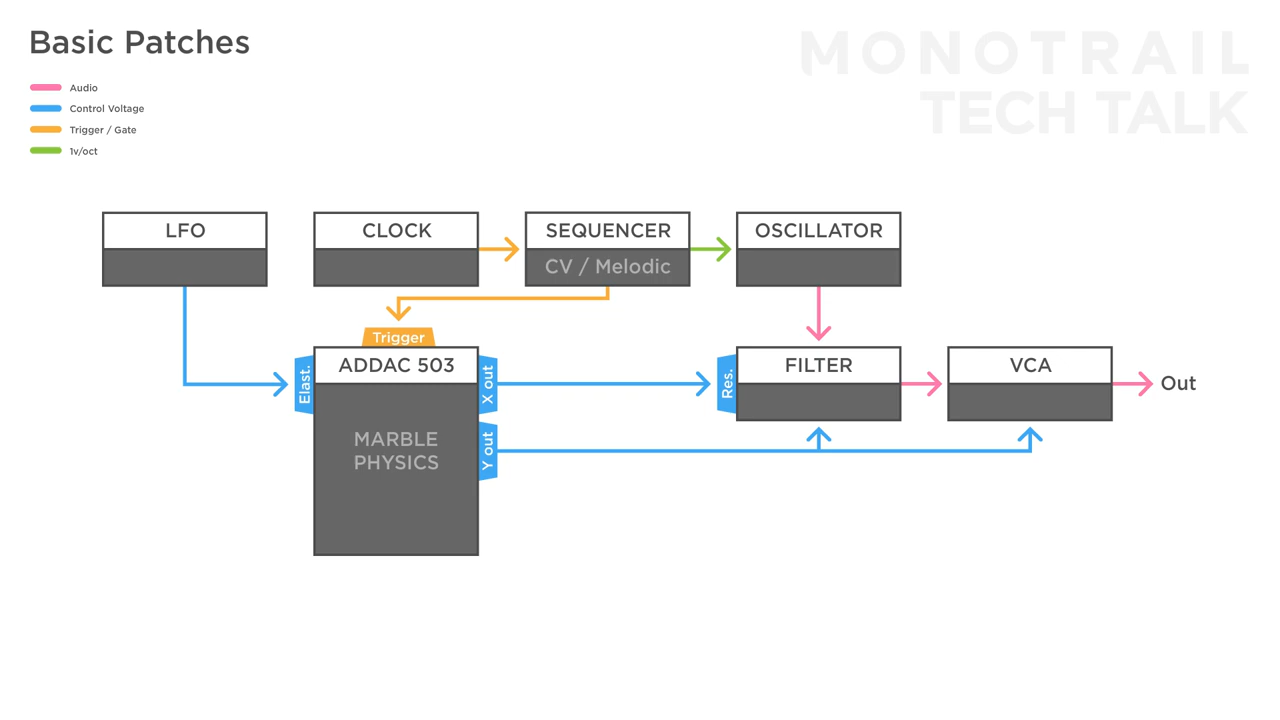 Basic Patches
MONOTRAIL
TECH TALK
Audio
Control Voltage
Trigger / Gate
1v/oct
LFO
CLOCK
SEQUENCER
CV / Melodic
OSCILLATOR
Trigger
Elast.
ADDAC 503
MARBLE
PHYSICS
X out
Y out
Res.
FILTER
VCA
Out